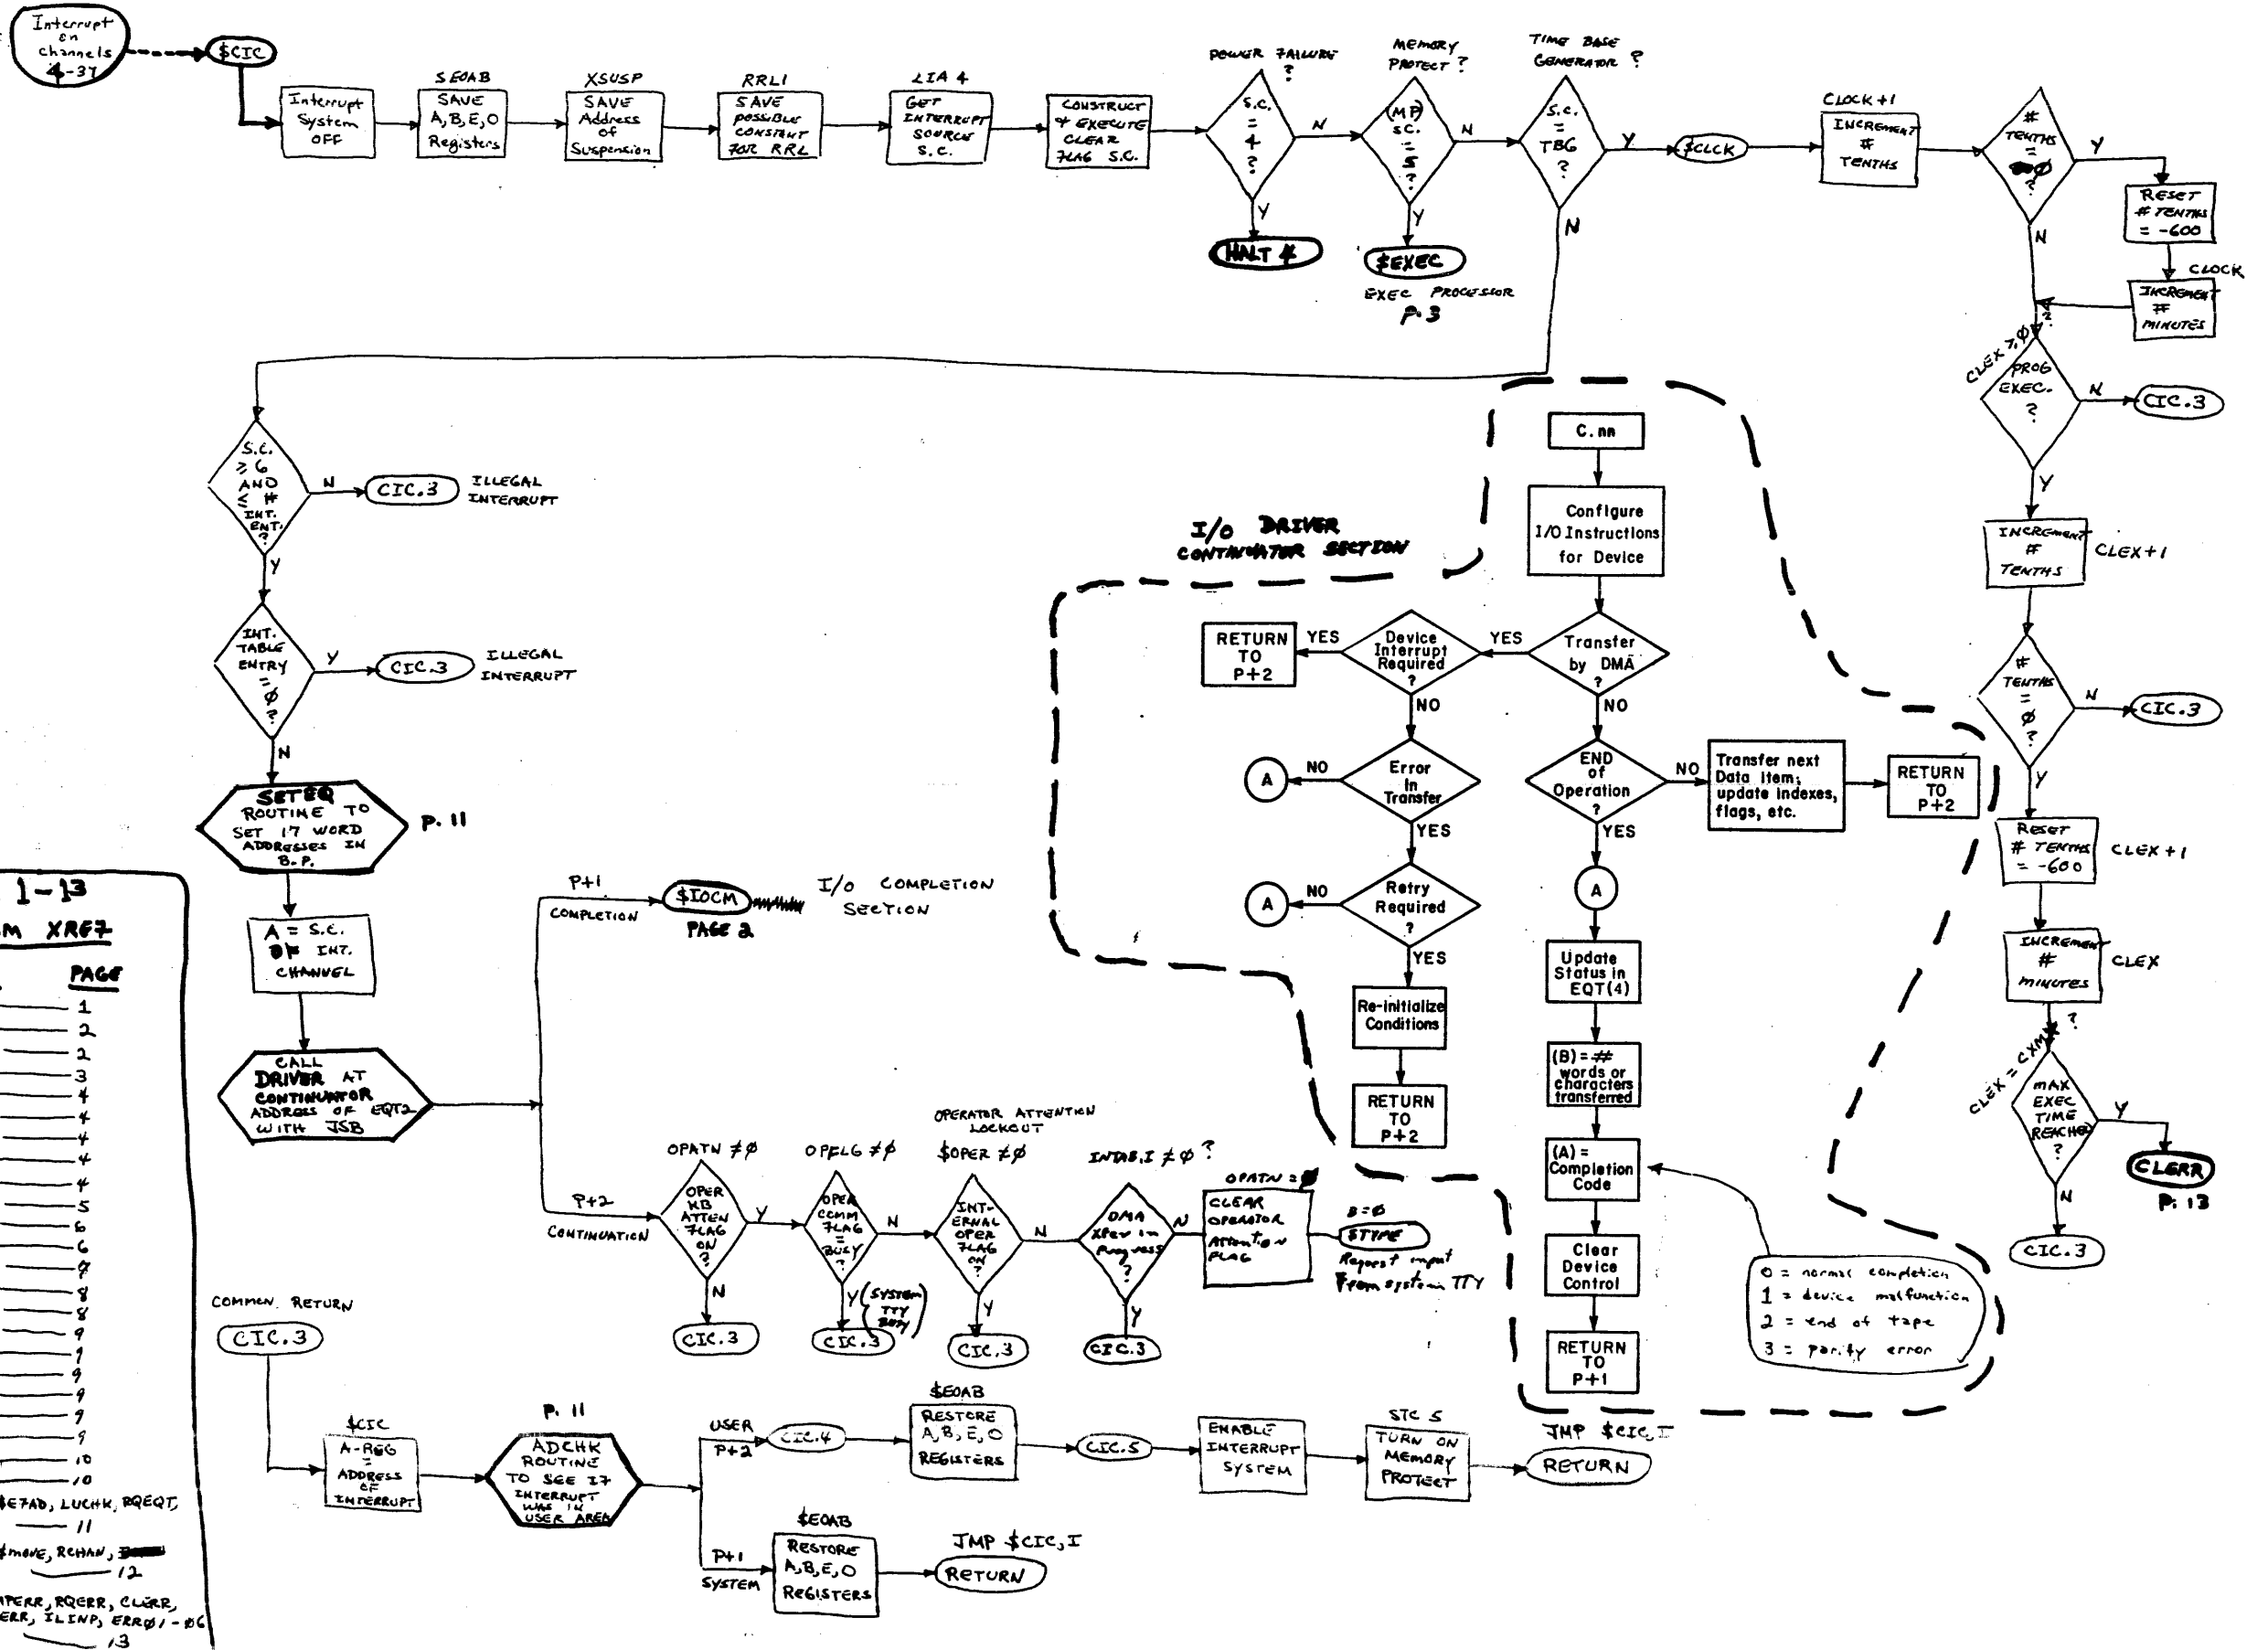 Interrupt
on
channels
4-37
$CIC
Interrupt
System
OFF
SEOAB
SAVE
A,B,E,O
Registers
XSUSP
SAVE
Address
of
Suspension
RRL1
SAVE
POSSIBLE
CONSTANT
FOR RRL
LIA 4
GET
INTERRUPT
SOURCE
S.C.
CONSTRUCT
& EXECUTE
CLEAR
FLAG S.C.
POWER FAILURE
?
S.C.
=
4
?
N
Y
HALT 4
MEMORY
PROTECT ?
(MP)
SC.
=
5
?
N
Y
$EXEC
EXEC PROCESSOR
P. 3
TIME BASE
GENERATOR ?
S.C.
=
TBG
?
Y
N
$CLCK
CLOCK+1
INCREMENT
#
TENTHS
#
TENTHS
=
Ø
?
Y
N
RESET
# TENTHS
= -600
CLOCK
INCREMENT
#
MINUTES
CLEX ≥ Ø ?
PROG
EXEC.
?
N
CIC.3
Y
INCREMENT
#
TENTHS
CLEX+1
#
TENTHS
=
Ø
?
N
CIC.3
Y
RESET
# TENTHS
= -600
CLEX+1
INCREMENT
#
MINUTES
CLEX
CLEX = CXMX ?
MAX
EXEC
TIME
REACHED
?
Y
CLERR
P. 13
N
CIC.3
S.C.
≥ 6
AND
≤ #
INT.
ENT.
?
N
CIC.3
ILLEGAL
INTERRUPT
Y
INT.
TABLE
ENTRY
=
Ø
?
Y
CIC.3
ILLEGAL
INTERRUPT
N
SETEQ
ROUTINE TO
SET 17 WORD
ADDRESSES IN
B.P.
P. 11
A = S.C.
OF INT.
CHANNEL
CALL
DRIVER AT
CONTINUATOR
ADDRESS OF EQT2
WITH JSB
P+1
COMPLETION
$IOCM
PAGE 2
I/O COMPLETION
SECTION
P+2
CONTINUATION
OPATN ≠Ø
OPER
KB
ATTEN
FLAG
ON
?
Y
N
CIC.3
OPFLG ≠Ø
OPER
COMM
FLAG
=
BUSY
?
N
Y
(SYSTEM
TTY
BUSY)
CIC.3
OPERATOR ATTENTION
LOCKOUT
$OPER ≠Ø
INT-
ERNAL
OPER
FLAG
ON
?
N
Y
CIC.3
INTAB,I ≠ Ø ?
DMA
XFer in
Progress
?
N
Y
CIC.3
OPATN = Ø
CLEAR
OPERATOR
Attention
FLAG
B=Ø
$TYPE
Request input
From system TTY
I/O DRIVER
CONTINUATOR SECTION
C.nn
Configure
I/O Instructions
for Device
Transfer
by DMA
?
YES
NO
Device
Interrupt
Required
?
YES
RETURN
TO
P+2
NO
Error
In
Transfer
NO
A
YES
Retry
Required
?
NO
A
YES
Re-initialize
Conditions
RETURN
TO
P+2
END
of
Operation
?
NO
Transfer next
Data item;
update indexes,
flags, etc.
RETURN
TO
P+2
YES
A
Update
Status in
EQT(4)
(B) = #
words or
characters
transferred
(A) =
Completion
Code
Clear
Device
Control
RETURN
TO
P+1
0 = normal completion
1 = device malfunction
2 = end of tape
3 = parity error
COMMON RETURN
CIC.3
$CIC
A-REG
=
ADDRESS
OF
INTERRUPT
P. 11
ADCHK
ROUTINE
TO SEE IF
INTERRUPT
WAS IN
USER AREA
USER
P+2
CIC.4
$EOAB
RESTORE
A,B,E,O
REGISTERS
CIC.5
ENABLE
INTERRUPT
SYSTEM
STC 5
TURN ON
MEMORY
PROTECT
JMP $CIC,I
RETURN
P+1
SYSTEM
$EOAB
RESTORE
A,B,E,O
REGISTERS
JMP $CIC,I
RETURN
1-13
M XREF
PAGE
1
2
2
3
4
4
4
4
4
5
6
6
7
8
8
9
9
9
9
9
9
10
10
LUCHK, RQEQT,
11
$MOVE, RCHAN,
12
PERR, RQERR, CLERR,
ERR, ILINP, ERRØ1-Ø6
13